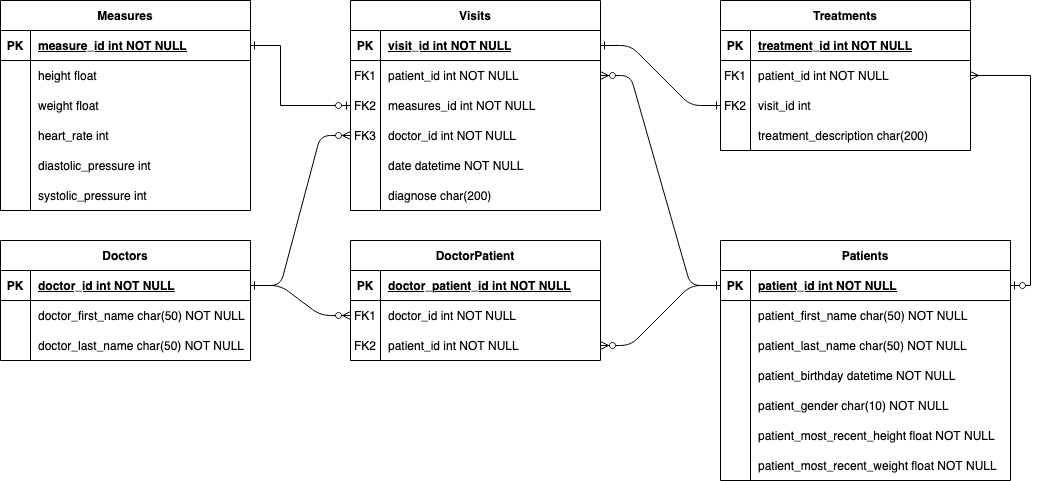 Measures
PK measure_id int NOT NULL
height float
weight float
heart_rate int
diastolic_pressure int
systolic_pressure int
Visits
PK visit_id int NOT NULL
FK1 patient_id int NOT NULL
FK2 measures_id int NOT NULL
FK3 doctor_id int NOT NULL
date datetime NOT NULL
diagnose char(200)
Treatments
PK treatment_id int NOT NULL
FK1 patient_id int NOT NULL
FK2 visit_id int
treatment_description char(200)
Doctors
PK doctor_id int NOT NULL
doctor_first_name char(50) NOT NULL
doctor_last_name char(50) NOT NULL
DoctorPatient
PK doctor_patient_id int NOT NULL
FK1 doctor_id int NOT NULL
FK2 patient_id int NOT NULL
Patients
PK patient_id int NOT NULL
patient_first_name char(50) NOT NULL
patient_last_name char(50) NOT NULL
patient_birthday datetime NOT NULL
patient_gender char(10) NOT NULL
patient_most_recent_height float NOT NULL
patient_most_recent_weight float NOT NULL